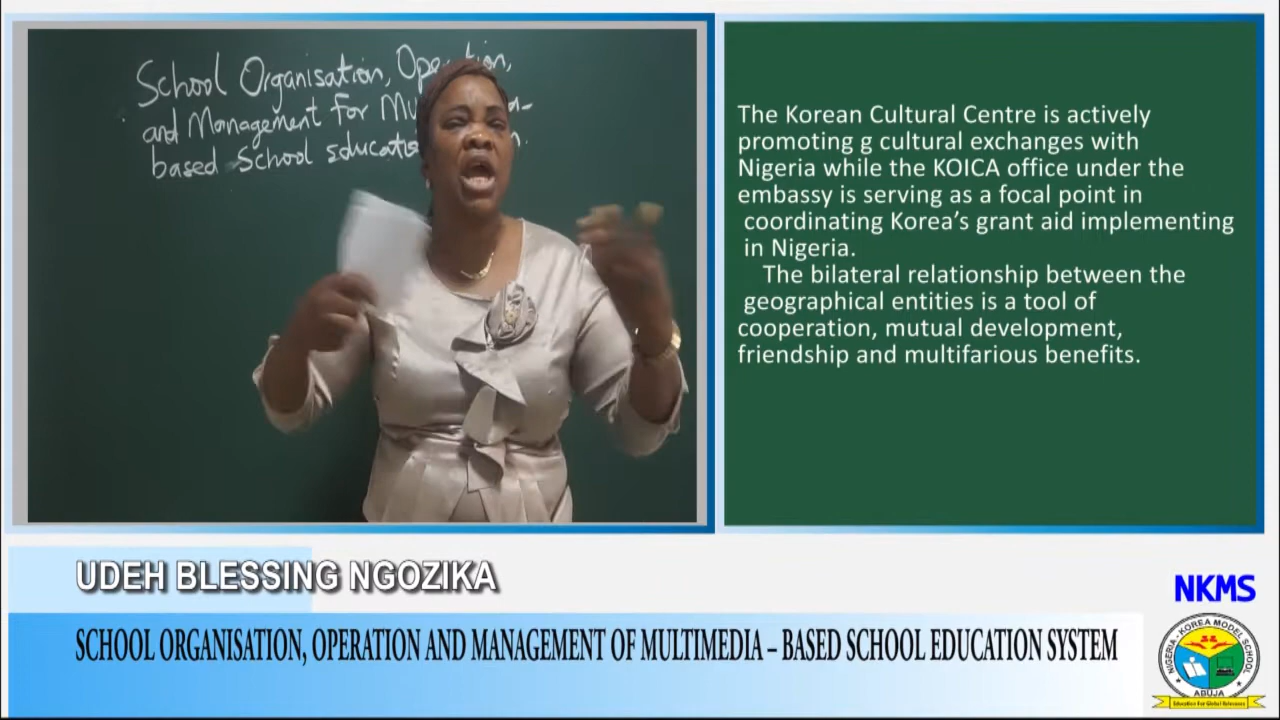 School Organisation, Ope
and Management For Mu
based School educat
The Korean Cultural Centre is actively
promoting g cultural exchanges with
Nigeria while the KOICA office under the
embassy is serving as a focal point in
coordinating Korea's grant aid implementing
in Nigeria.
The bilateral relationship between the
geographical entities is a tool of
cooperation, mutual development,
friendship and multifarious benefits.
UDEH BLESSING NGOZIKA
SCHOOL ORGANISATION, OPERATION AND MANAGEMENT OF MULTIMEDIA – BASED SCHOOL EDUCATION SYSTEM
NKMS
NIGERIA - KOREA MODEL SCHOOL
ABUJA
Education For Global Relevance